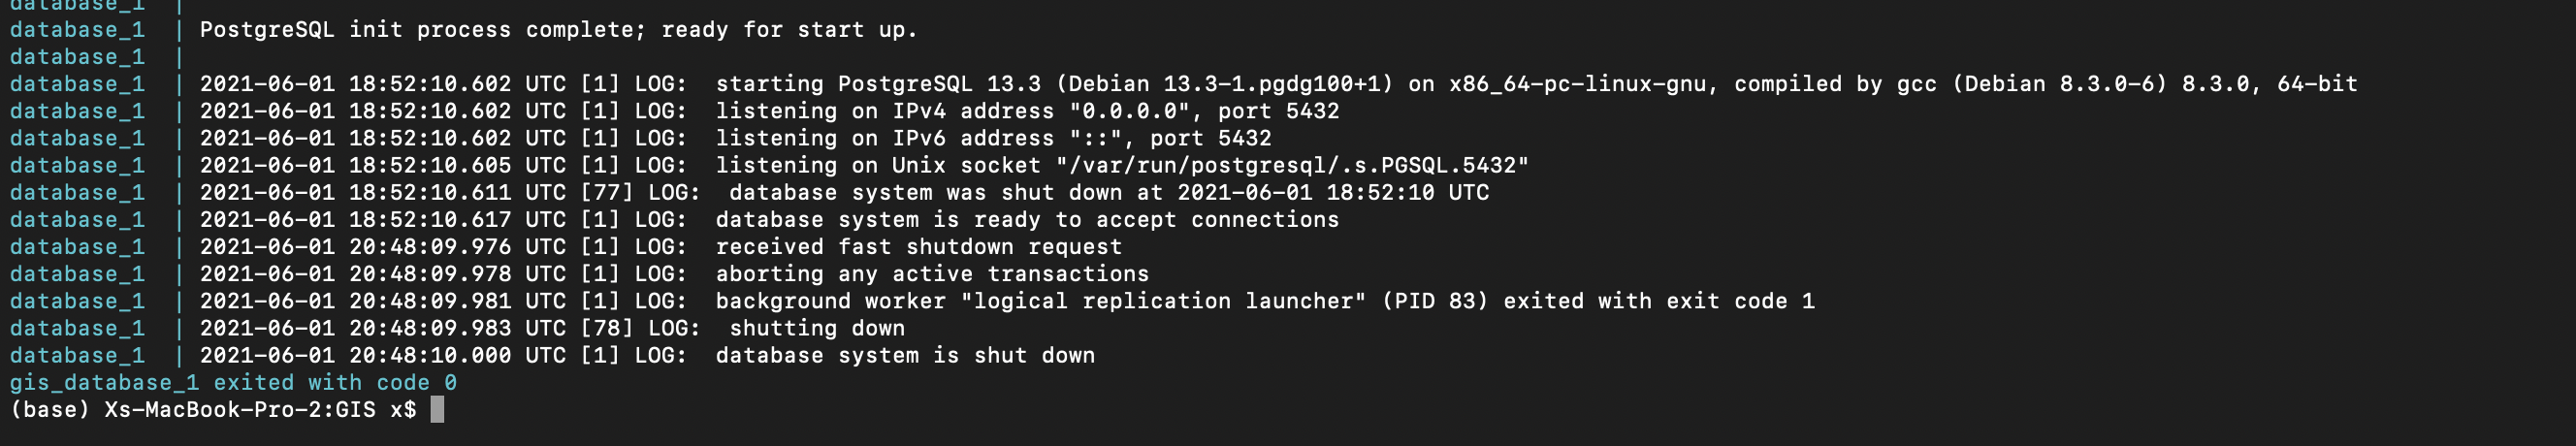 database_1 |
database_1 | PostgreSQL init process complete; ready for start up.
database_1 |
database_1 | 2021-06-01 18:52:10.602 UTC [1] LOG:  starting PostgreSQL 13.3 (Debian 13.3-1.pgdg100+1) on x86_64-pc-linux-gnu, compiled by gcc (Debian 8.3.0-6) 8.3.0, 64-bit
database_1 | 2021-06-01 18:52:10.602 UTC [1] LOG:  listening on IPv4 address "0.0.0.0", port 5432
database_1 | 2021-06-01 18:52:10.602 UTC [1] LOG:  listening on IPv6 address "::", port 5432
database_1 | 2021-06-01 18:52:10.605 UTC [1] LOG:  listening on Unix socket "/var/run/postgresql/.s.PGSQL.5432"
database_1 | 2021-06-01 18:52:10.611 UTC [77] LOG:  database system was shut down at 2021-06-01 18:52:10 UTC
database_1 | 2021-06-01 18:52:10.617 UTC [1] LOG:  database system is ready to accept connections
database_1 | 2021-06-01 20:48:09.976 UTC [1] LOG:  received fast shutdown request
database_1 | 2021-06-01 20:48:09.978 UTC [1] LOG:  aborting any active transactions
database_1 | 2021-06-01 20:48:09.981 UTC [1] LOG:  background worker "logical replication launcher" (PID 83) exited with exit code 1
database_1 | 2021-06-01 20:48:09.983 UTC [78] LOG:  shutting down
database_1 | 2021-06-01 20:48:10.000 UTC [1] LOG:  database system is shut down
gis_database_1 exited with code 0
(base) Xs-MacBook-Pro-2:GIS x$